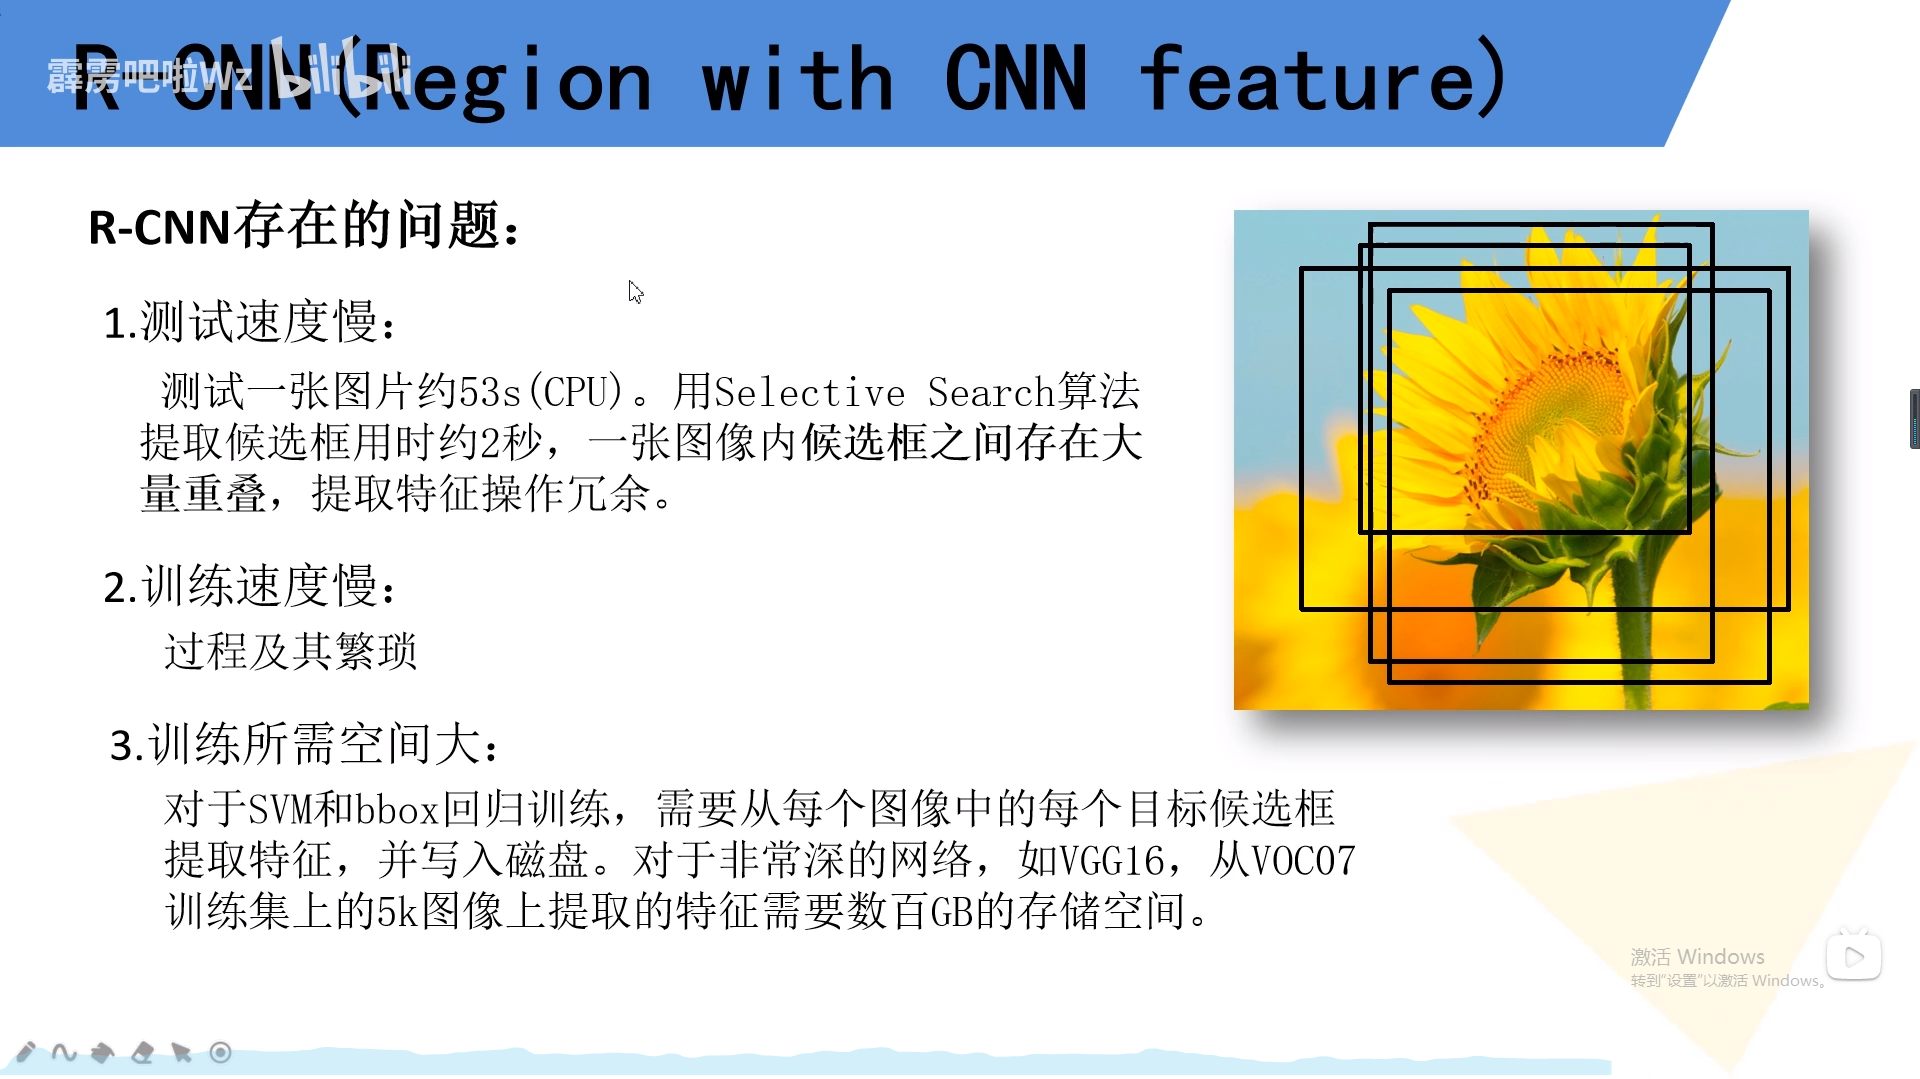 霹雳吧啦Wz bilibili
R-CNN(Region with CNN feature)
R-CNN存在的问题：
1.测试速度慢：
测试一张图片约53s(CPU)。用Selective Search算法
提取候选框用时约2秒，一张图像内候选框之间存在大
量重叠，提取特征操作冗余。
2.训练速度慢：
过程及其繁琐
3.训练所需空间大：
对于SVM和bbox回归训练，需要从每个图像中的每个目标候选框
提取特征，并写入磁盘。对于非常深的网络，如VGG16，从VOC07
训练集上的5k图像上提取的特征需要数百GB的存储空间。
激活 Windows
转到“设置”以激活 Windows。